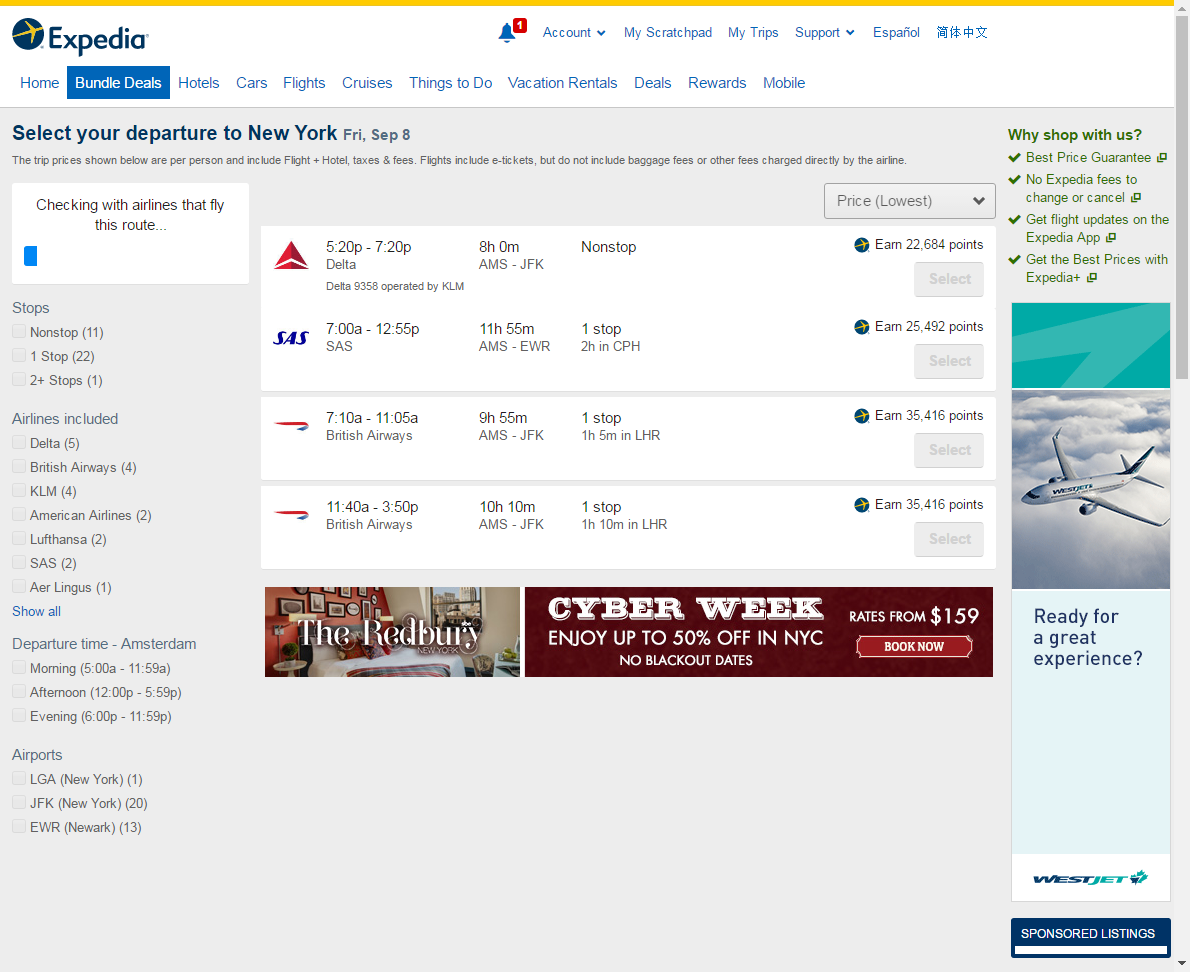 Expedia
1
Account
My Scratchpad
My Trips
Support
Español
简体中文
Home
Bundle Deals
Hotels
Cars
Flights
Cruises
Things to Do
Vacation Rentals
Deals
Rewards
Mobile
Select your departure to New York Fri, Sep 8
The trip prices shown below are per person and include Flight + Hotel, taxes & fees. Flights include e-tickets, but do not include baggage fees or other fees charged directly by the airline.
Checking with airlines that fly
this route...
Stops
Nonstop (11)
1 Stop (22)
2+ Stops (1)
Airlines included
Delta (5)
British Airways (4)
KLM (4)
American Airlines (2)
Lufthansa (2)
SAS (2)
Aer Lingus (1)
Show all
Departure time - Amsterdam
Morning (5:00a - 11:59a)
Afternoon (12:00p - 5:59p)
Evening (6:00p - 11:59p)
Airports
LGA (New York) (1)
JFK (New York) (20)
EWR (Newark) (13)
Price (Lowest)
5:20p - 7:20p 8h 0m Nonstop Earn 22,684 points
Delta AMS - JFK
Delta 9358 operated by KLM
Select
SAS
7:00a - 12:55p 11h 55m 1 stop Earn 25,492 points
SAS AMS - EWR 2h in CPH
Select
7:10a - 11:05a 9h 55m 1 stop Earn 35,416 points
British Airways AMS - JFK 1h 5m in LHR
Select
11:40a - 3:50p 10h 10m 1 stop Earn 35,416 points
British Airways AMS - JFK 1h 10m in LHR
Select
The Redbury
NEW YORK
CYBER WEEK
ENJOY UP TO 50% OFF IN NYC
NO BLACKOUT DATES
RATES FROM $159
BOOK NOW
Why shop with us?
Best Price Guarantee
No Expedia fees to
change or cancel
Get flight updates on the
Expedia App
Get the Best Prices with
Expedia+
WESTJET
Ready for
a great
experience?
WESTJET
SPONSORED LISTINGS